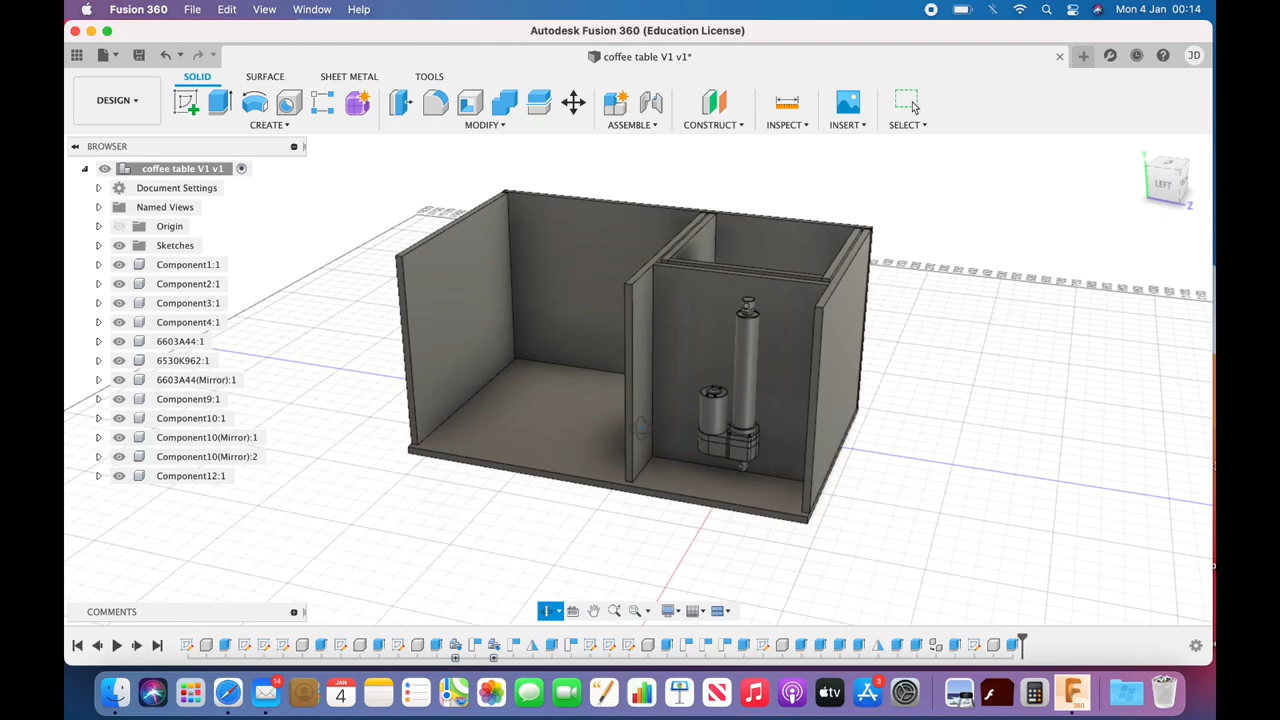 Fusion 360 File Edit View Window Help Mon 4 Jan 00:14
Autodesk Fusion 360 (Education License)
coffee table V1 v1* JD
SOLID SURFACE SHEET METAL TOOLS
DESIGN
CREATE MODIFY ASSEMBLE CONSTRUCT INSPECT INSERT SELECT
BROWSER
coffee table V1 v1
Document Settings
Named Views
Origin
Sketches
Component1:1
Component2:1
Component3:1
Component4:1
6603A44:1
6530K962:1
6603A44(Mirror):1
Component9:1
Component10:1
Component10(Mirror):1
Component10(Mirror):2
Component12:1
LEFT
Y
Z
COMMENTS
14
JAN
4
tv
3
360